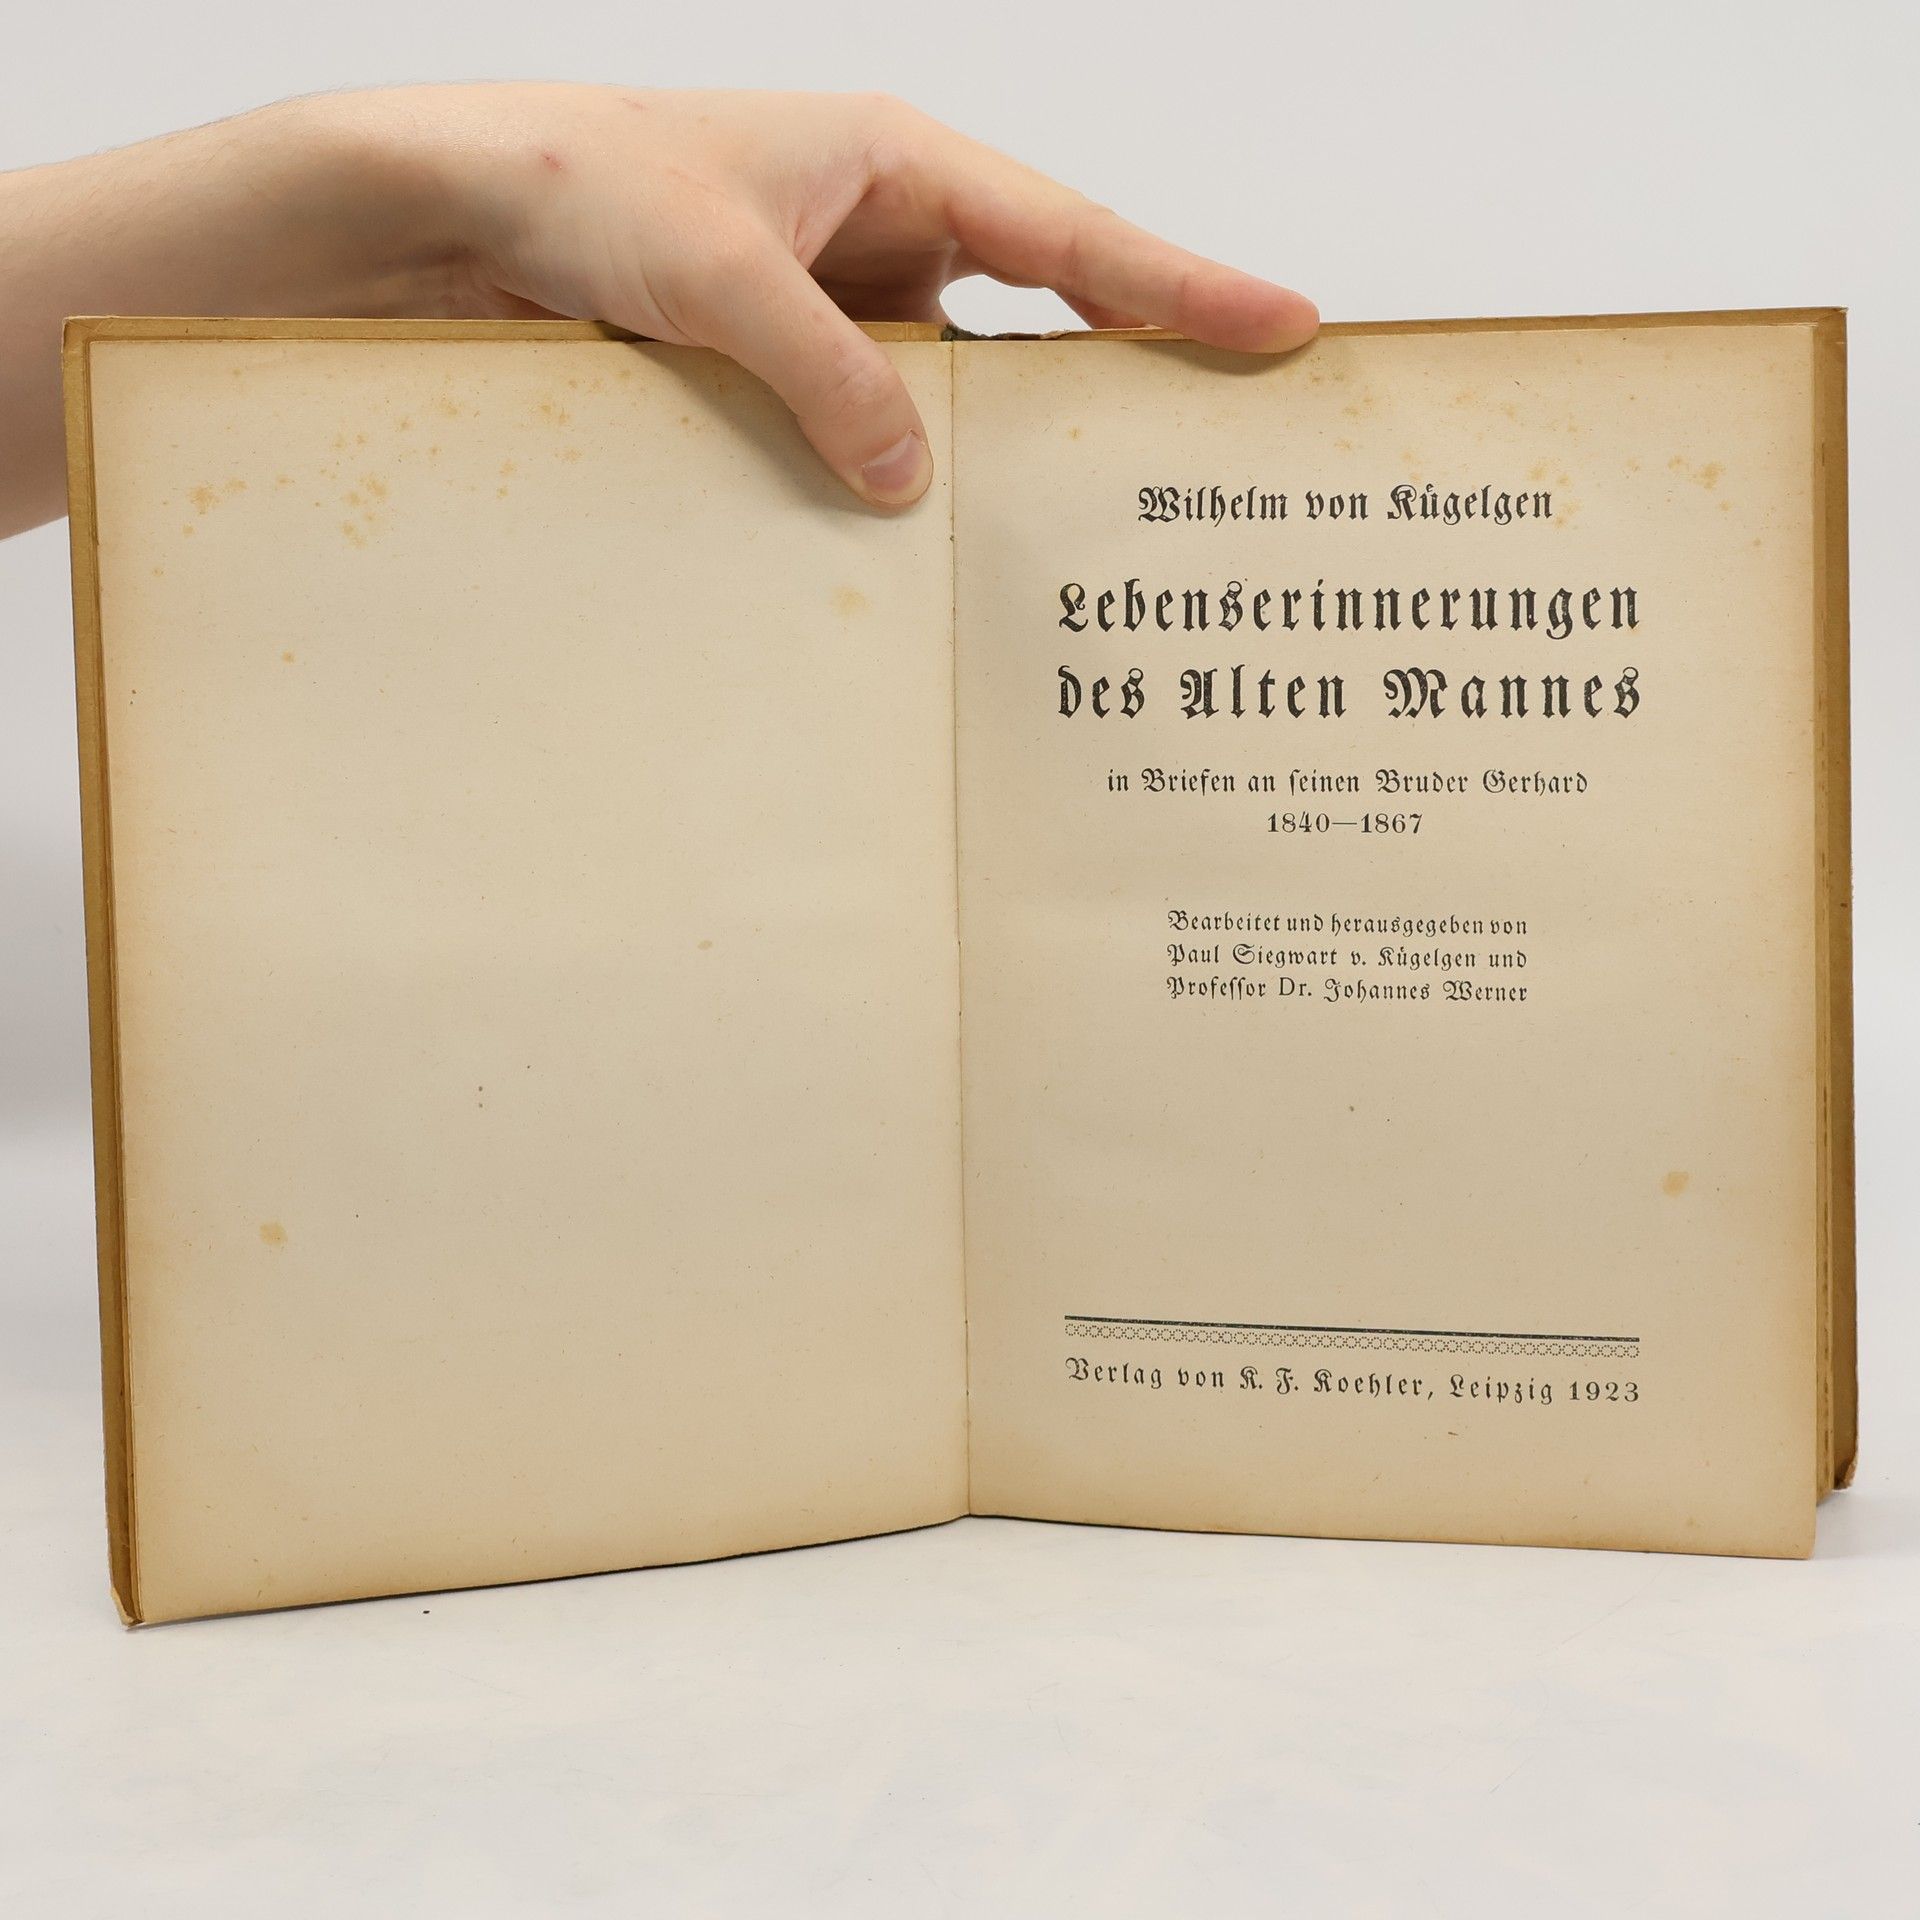 Wilhelm von Kügelgen
Lebenserinnerungen
des Alten Mannes
in Briefen an ſeinen Bruder Gerhard
1840—1867
Bearbeitet und herausgegeben von
Paul Siegwart v. Kügelgen und
Profeſſor Dr. Johannes Werner
Verlag von K. F. Koehler, Leipzig 1923